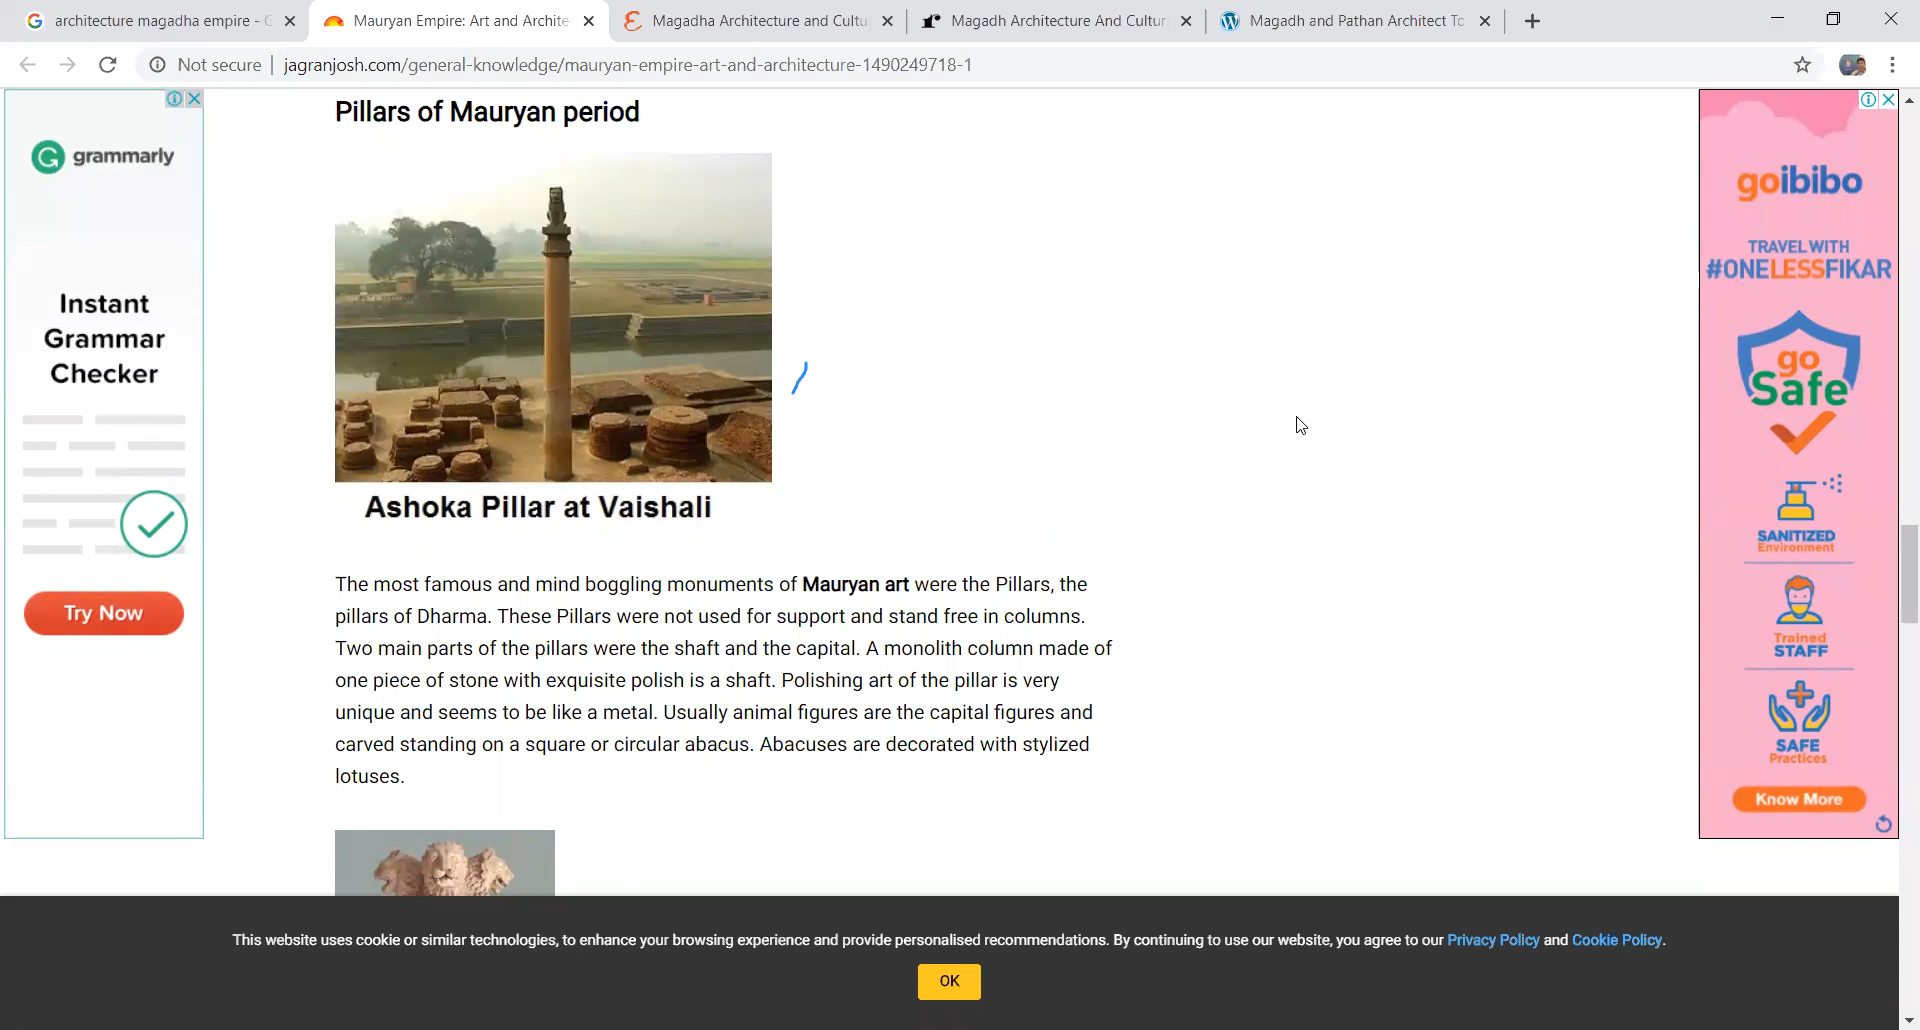 architecture magadha empire - G
Mauryan Empire: Art and Archite
Magadha Architecture and Cultu
Magadh Architecture And Cultur
Magadh and Pathan Architect To
Not secure | jagranjosh.com/general-knowledge/mauryan-empire-art-and-architecture-1490249718-1
grammarly
Instant
Grammar
Checker
Try Now
Pillars of Mauryan period
Ashoka Pillar at Vaishali
The most famous and mind boggling monuments of Mauryan art were the Pillars, the
pillars of Dharma. These Pillars were not used for support and stand free in columns.
Two main parts of the pillars were the shaft and the capital. A monolith column made of
one piece of stone with exquisite polish is a shaft. Polishing art of the pillar is very
unique and seems to be like a metal. Usually animal figures are the capital figures and
carved standing on a square or circular abacus. Abacuses are decorated with stylized
lotuses.
goibibo
TRAVEL WITH
#ONELESSFIKAR
go
Safe
SANITIZED
Environment
Trained
STAFF
SAFE
Practices
Know More
This website uses cookie or similar technologies, to enhance your browsing experience and provide personalised recommendations. By continuing to use our website, you agree to our Privacy Policy and Cookie Policy.
OK